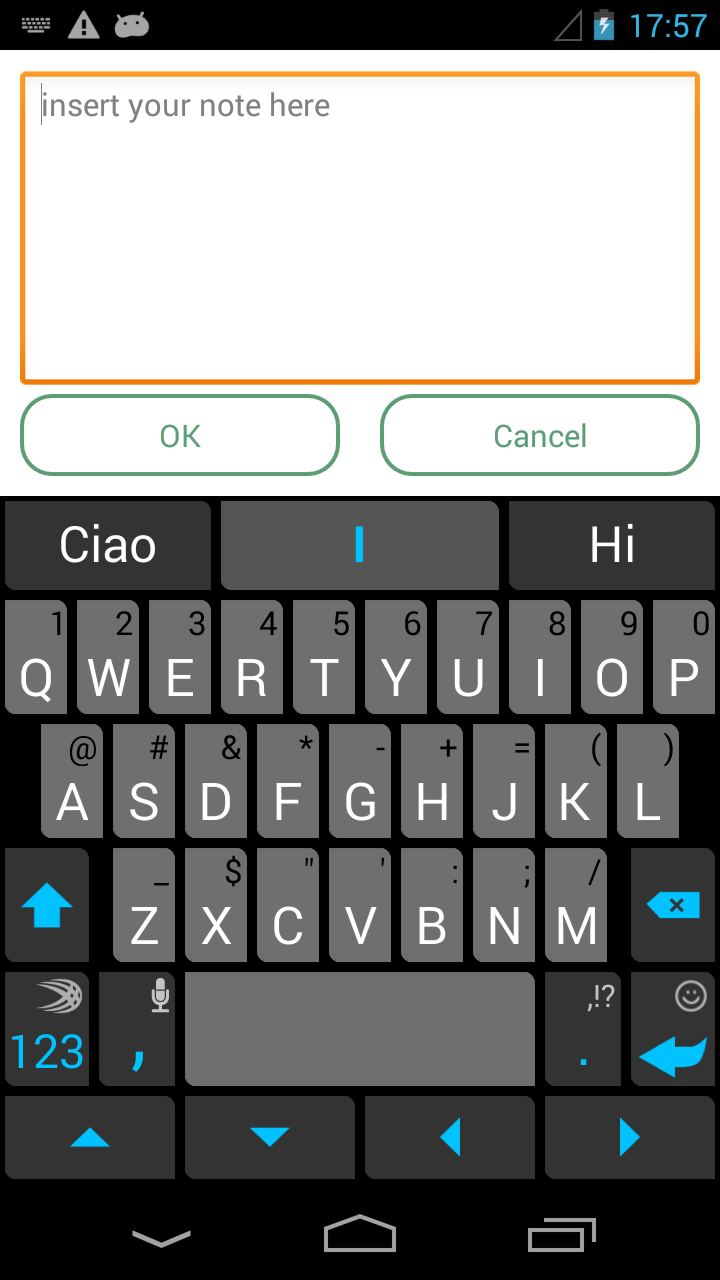 17:57
insert your note here
OK Cancel
Ciao I Hi
1 2 3 4 5 6 7 8 9 0
Q W E R T Y U I O P
@ # & * - + = ( )
A S D F G H J K L
_ $ " ' : ; /
Z X C V B N M
,!?
123 , .